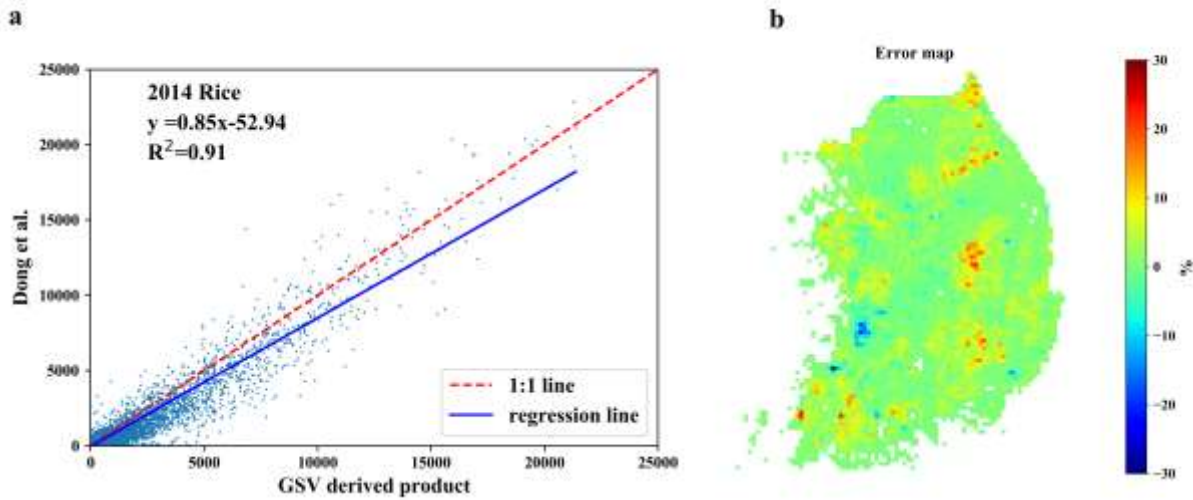 a
25000
20000
15000
10000
5000
0
Dong et al.
2014 Rice
y =0.85x-52.94
R²=0.91
1:1 line
regression line
0 5000 10000 15000 20000 25000
GSV derived product
b
Error map
30
20
10
0
−10
−20
−30
%